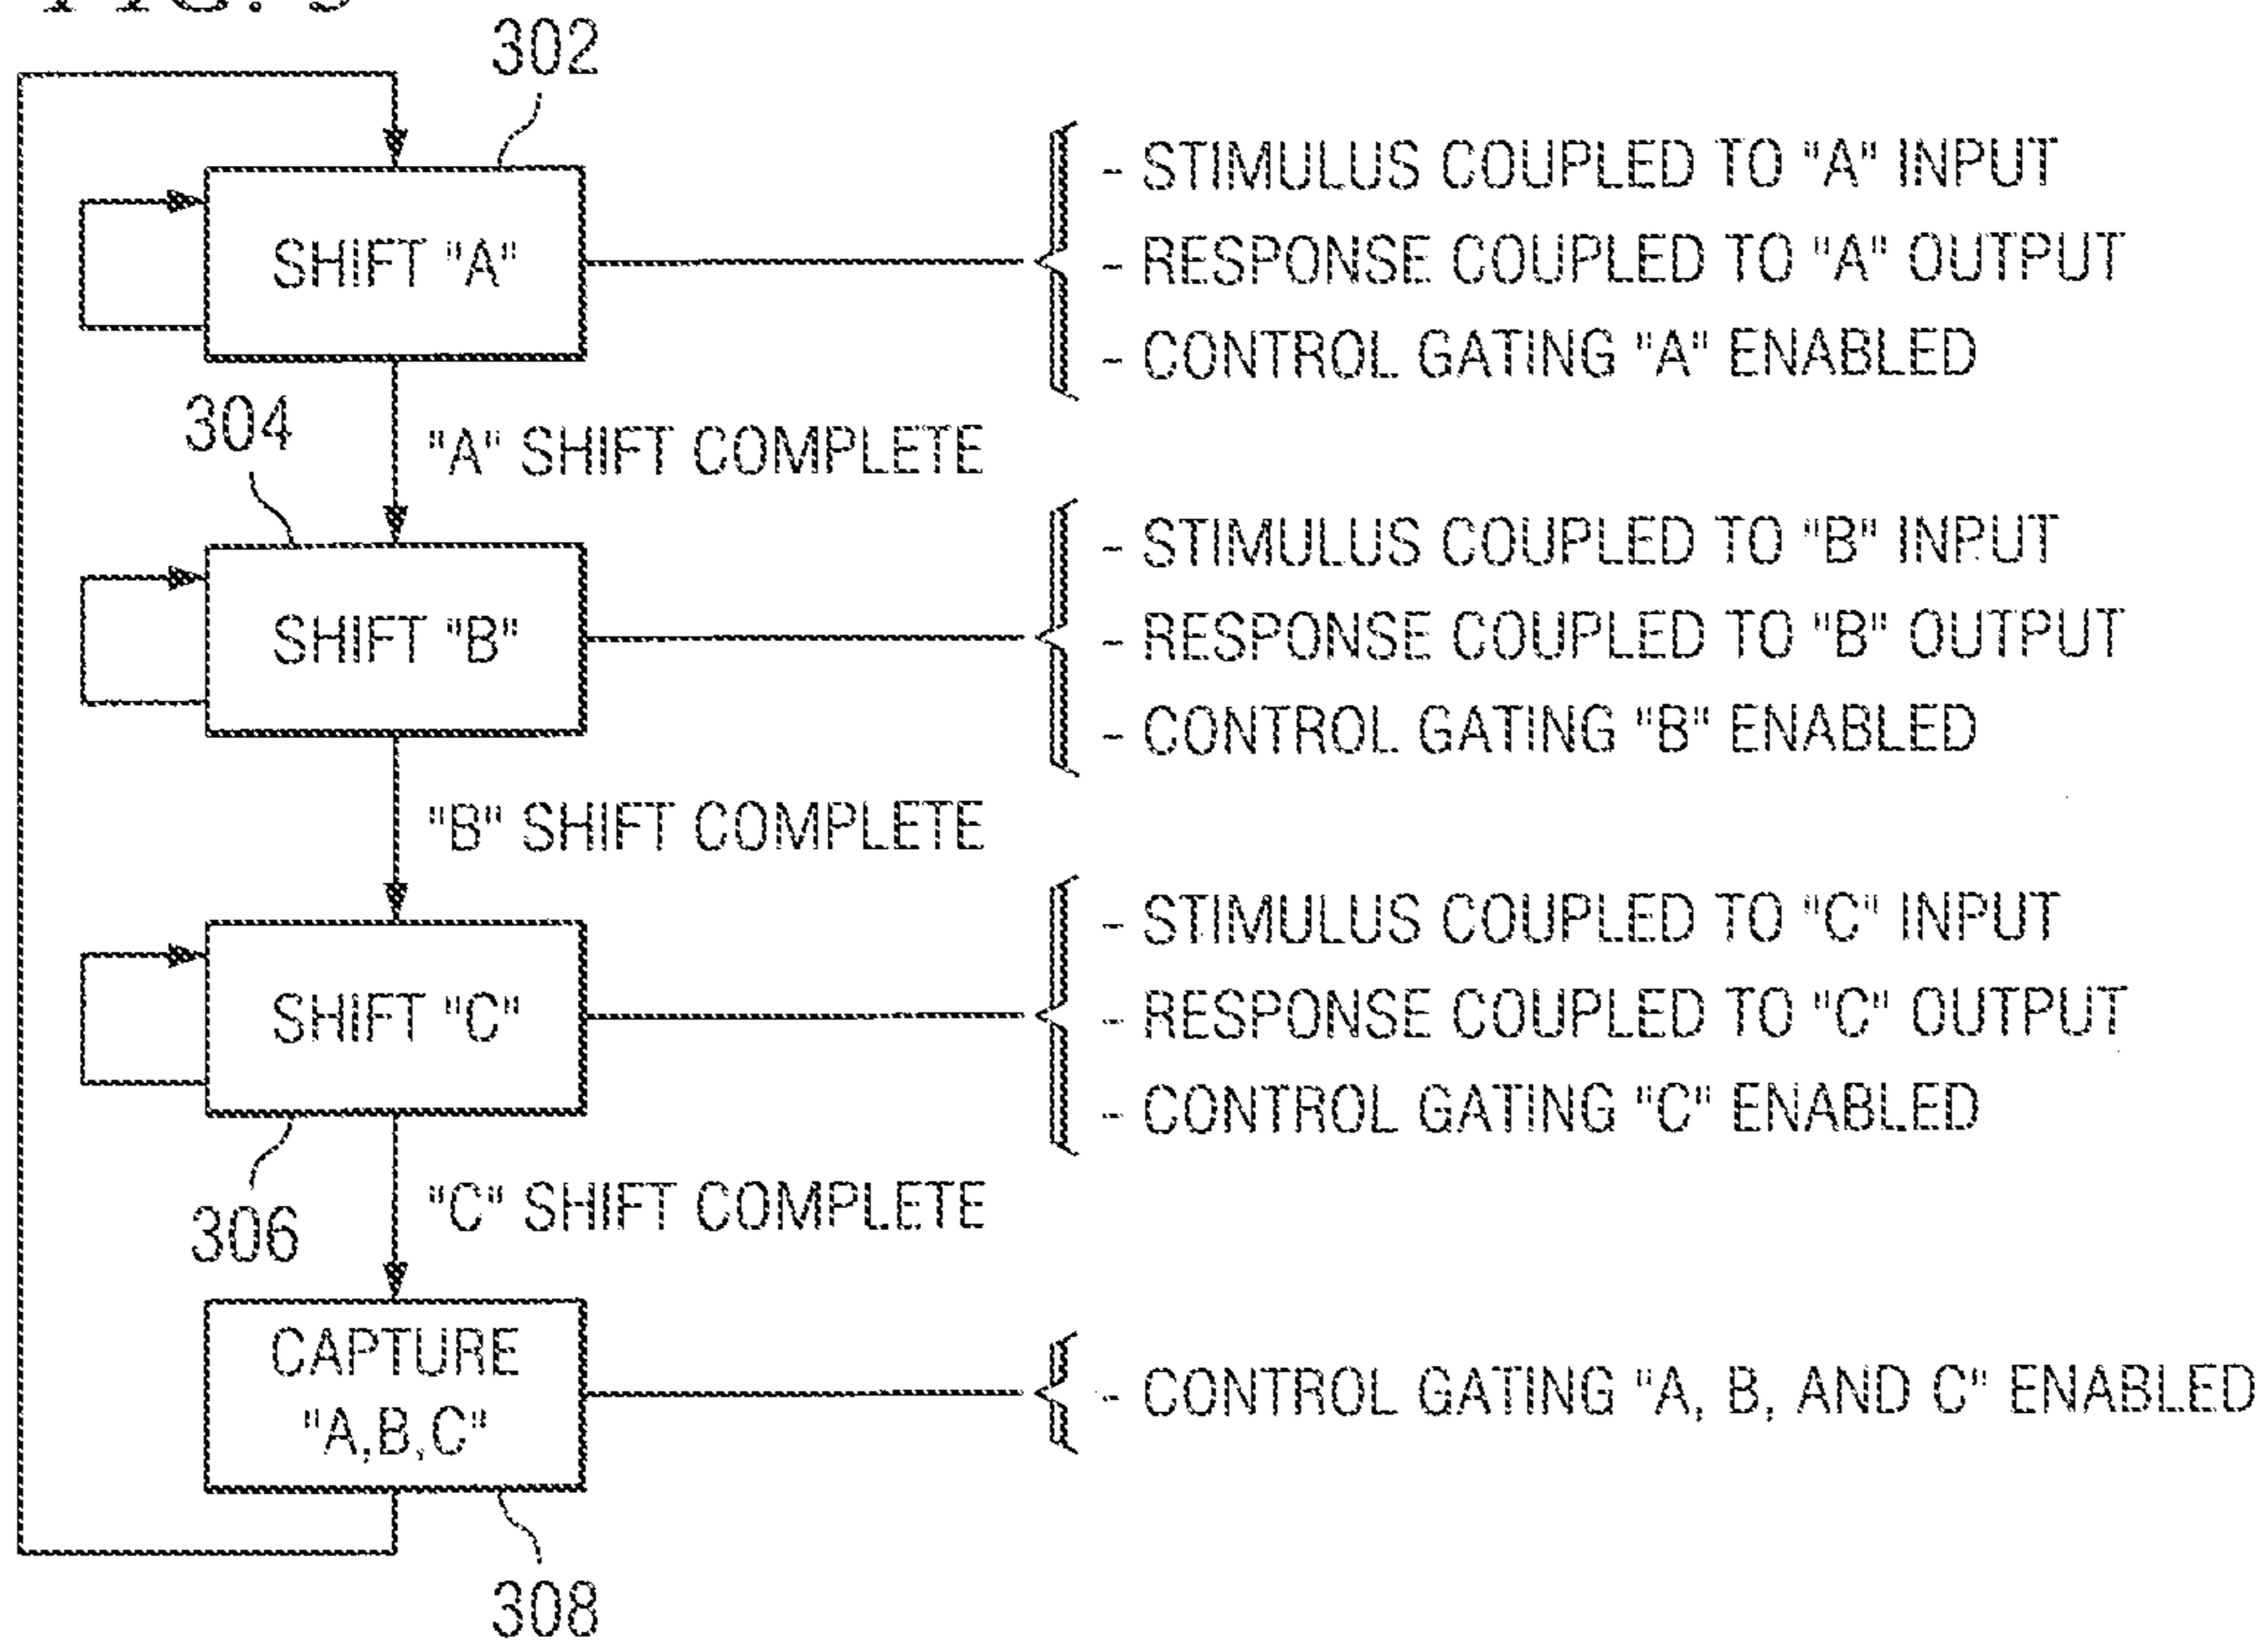 302
SHIFT "A"
- STIMULUS COUPLED TO "A" INPUT
- RESPONSE COUPLED TO "A" OUTPUT
- CONTROL GATING "A" ENABLED
304
"A" SHIFT COMPLETE
SHIFT "B"
- STIMULUS COUPLED TO "B" INPUT
- RESPONSE COUPLED TO "B" OUTPUT
- CONTROL GATING "B" ENABLED
"B" SHIFT COMPLETE
SHIFT "C"
- STIMULUS COUPLED TO "C" INPUT
- RESPONSE COUPLED TO "C" OUTPUT
- CONTROL GATING "C" ENABLED
306
"C" SHIFT COMPLETE
CAPTURE
"A,B,C"
- CONTROL GATING "A, B, AND C" ENABLED
308